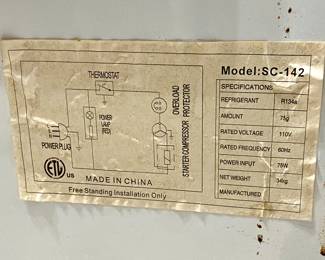 Model:SC-142
SPECIFICATIONS
REFRIGERANT R134a
AMOUNT 75g
RATED VOLTAGE 110V
RATED FREQUENCY 60Hz
POWER INPUT 78W
NET WEIGHT 34kg
MANUFACTURED
THERMOSTAT
POWER
LAMP
(RED)
OVERLOAD
PROTECTOR
STARTER COMPRESSOR
POWER PLUG
ETL
US
MADE IN CHINA
Free Standing Installation Only